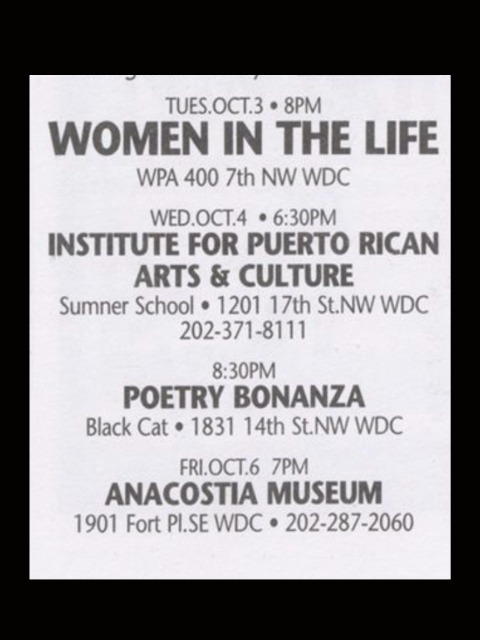 TUES.OCT.3 • 8PM
WOMEN IN THE LIFE
WPA 400 7th NW WDC
WED.OCT.4 • 6:30PM
INSTITUTE FOR PUERTO RICAN
ARTS & CULTURE
Sumner School • 1201 17th St.NW WDC
202-371-8111
8:30PM
POETRY BONANZA
Black Cat • 1831 14th St.NW WDC
FRI.OCT.6 7PM
ANACOSTIA MUSEUM
1901 Fort Pl.SE WDC • 202-287-2060